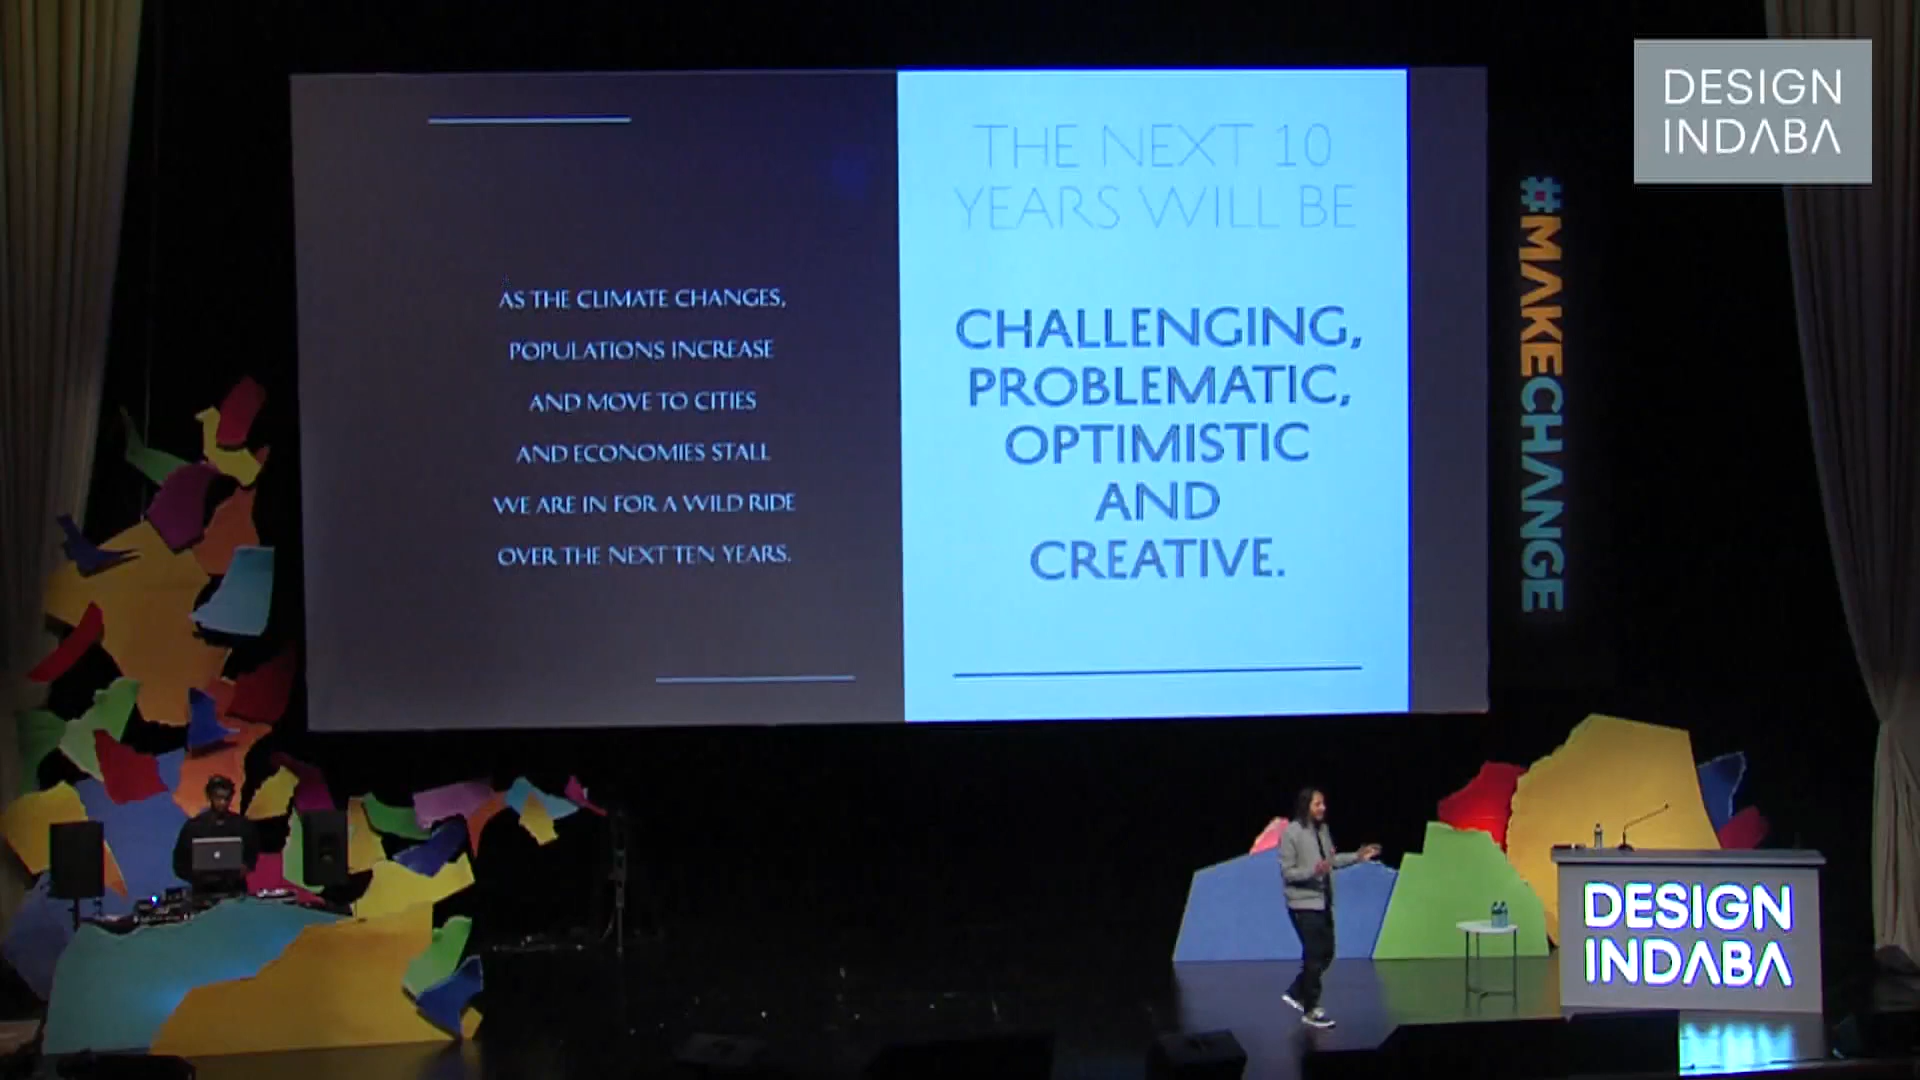 AS THE CLIMATE CHANGES,
POPULATIONS INCREASE
AND MOVE TO CITIES
AND ECONOMIES STALL
WE ARE IN FOR A WILD RIDE
OVER THE NEXT TEN YEARS.
THE NEXT 10
YEARS WILL BE
CHALLENGING,
PROBLEMATIC,
OPTIMISTIC
AND
CREATIVE.
DESIGN
INDABA
#MAKECHANGE
DESIGN
INDABA